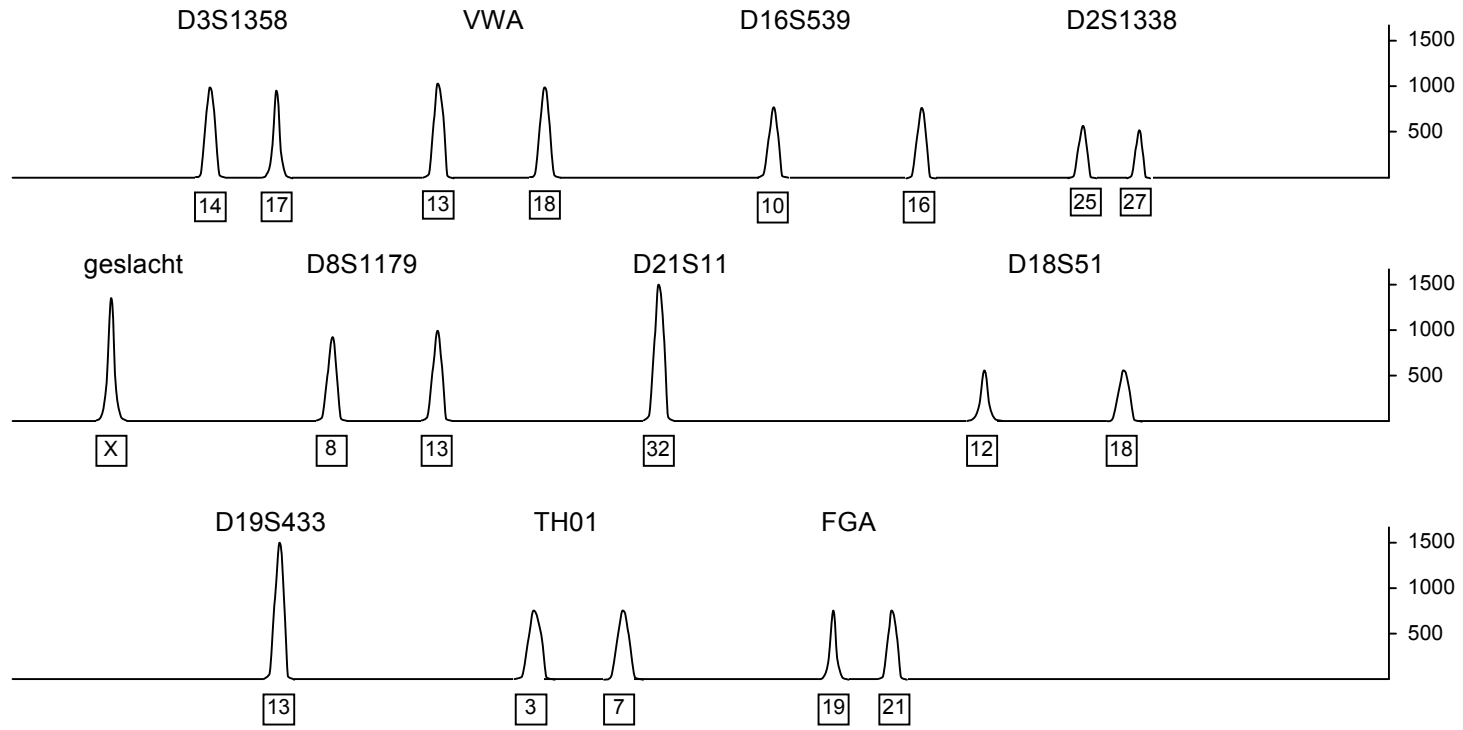 D3S1358 VWA D16S539 D2S1338
1500
1000
500
14 17 13 18 10 16 25 27
geslacht D8S1179 D21S11 D18S51
1500
1000
500
X 8 13 32 12 18
D19S433 TH01 FGA
1500
1000
500
13 3 7 19 21